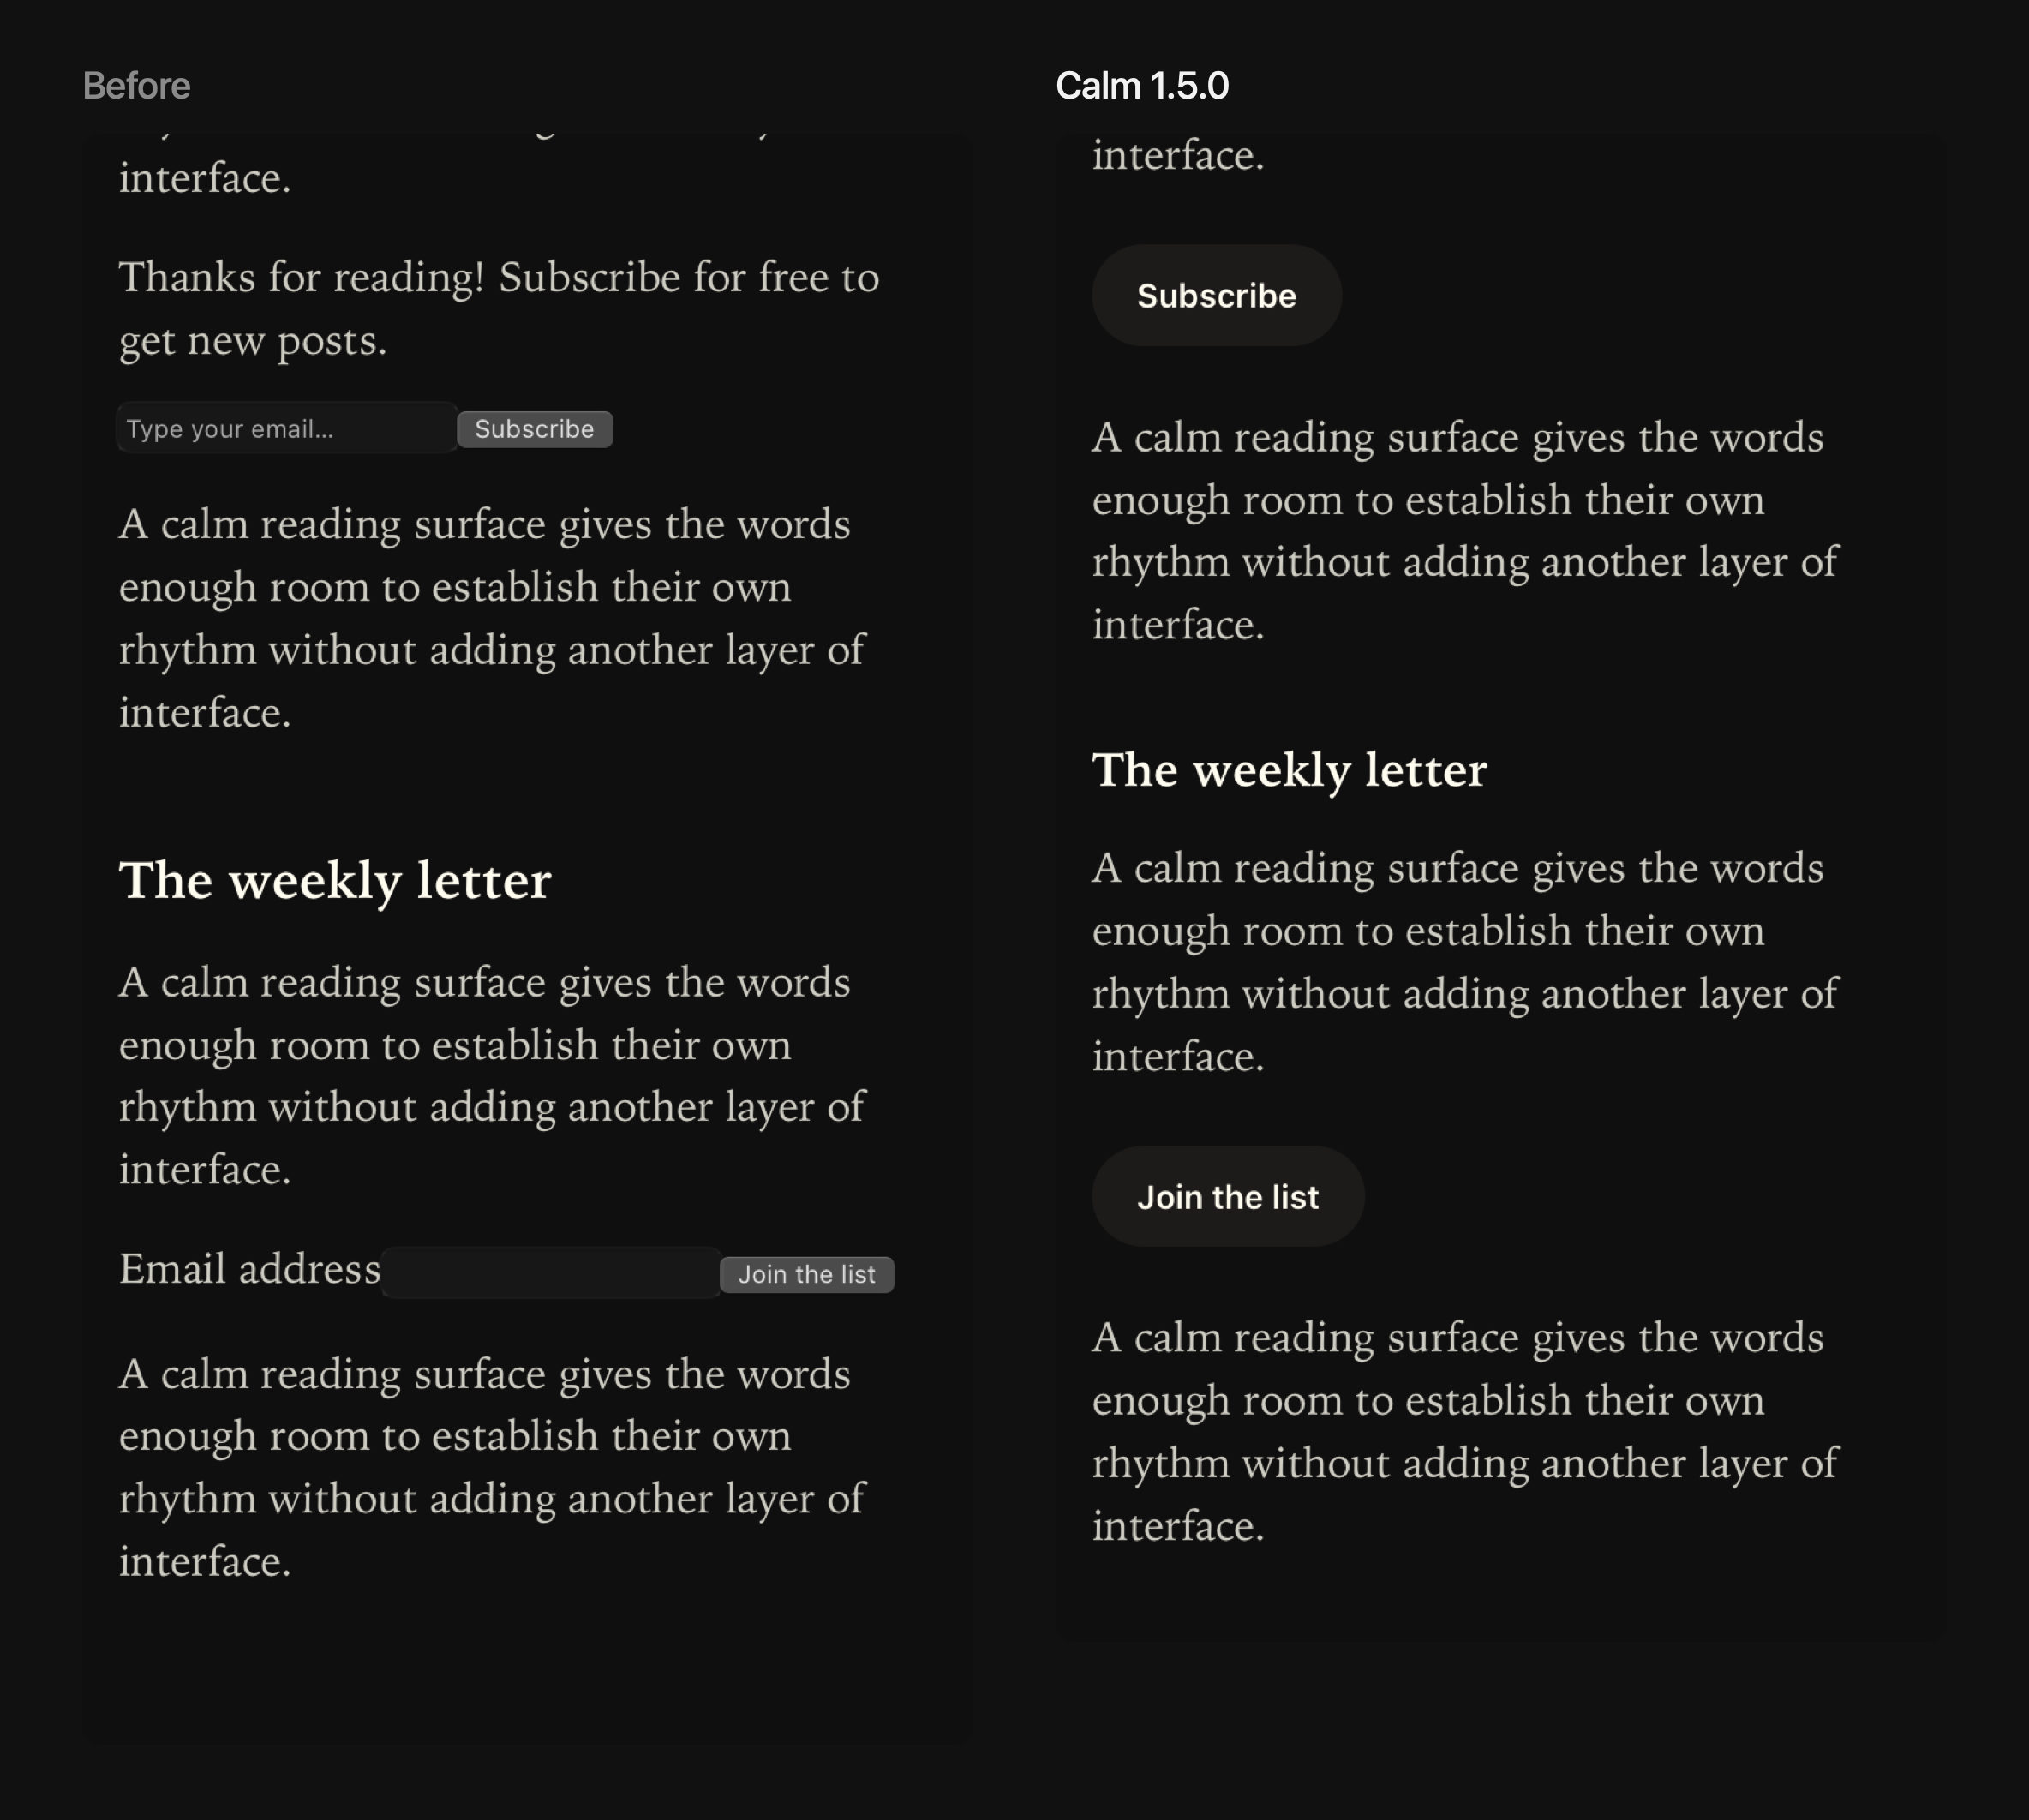 Before
interface.
Thanks for reading! Subscribe for free to
get new posts.
Type your email...
Subscribe
A calm reading surface gives the words
enough room to establish their own
rhythm without adding another layer of
interface.
The weekly letter
A calm reading surface gives the words
enough room to establish their own
rhythm without adding another layer of
interface.
Email address
Join the list
A calm reading surface gives the words
enough room to establish their own
rhythm without adding another layer of
interface.
Calm 1.5.0
interface.
Subscribe
A calm reading surface gives the words
enough room to establish their own
rhythm without adding another layer of
interface.
The weekly letter
A calm reading surface gives the words
enough room to establish their own
rhythm without adding another layer of
interface.
Join the list
A calm reading surface gives the words
enough room to establish their own
rhythm without adding another layer of
interface.